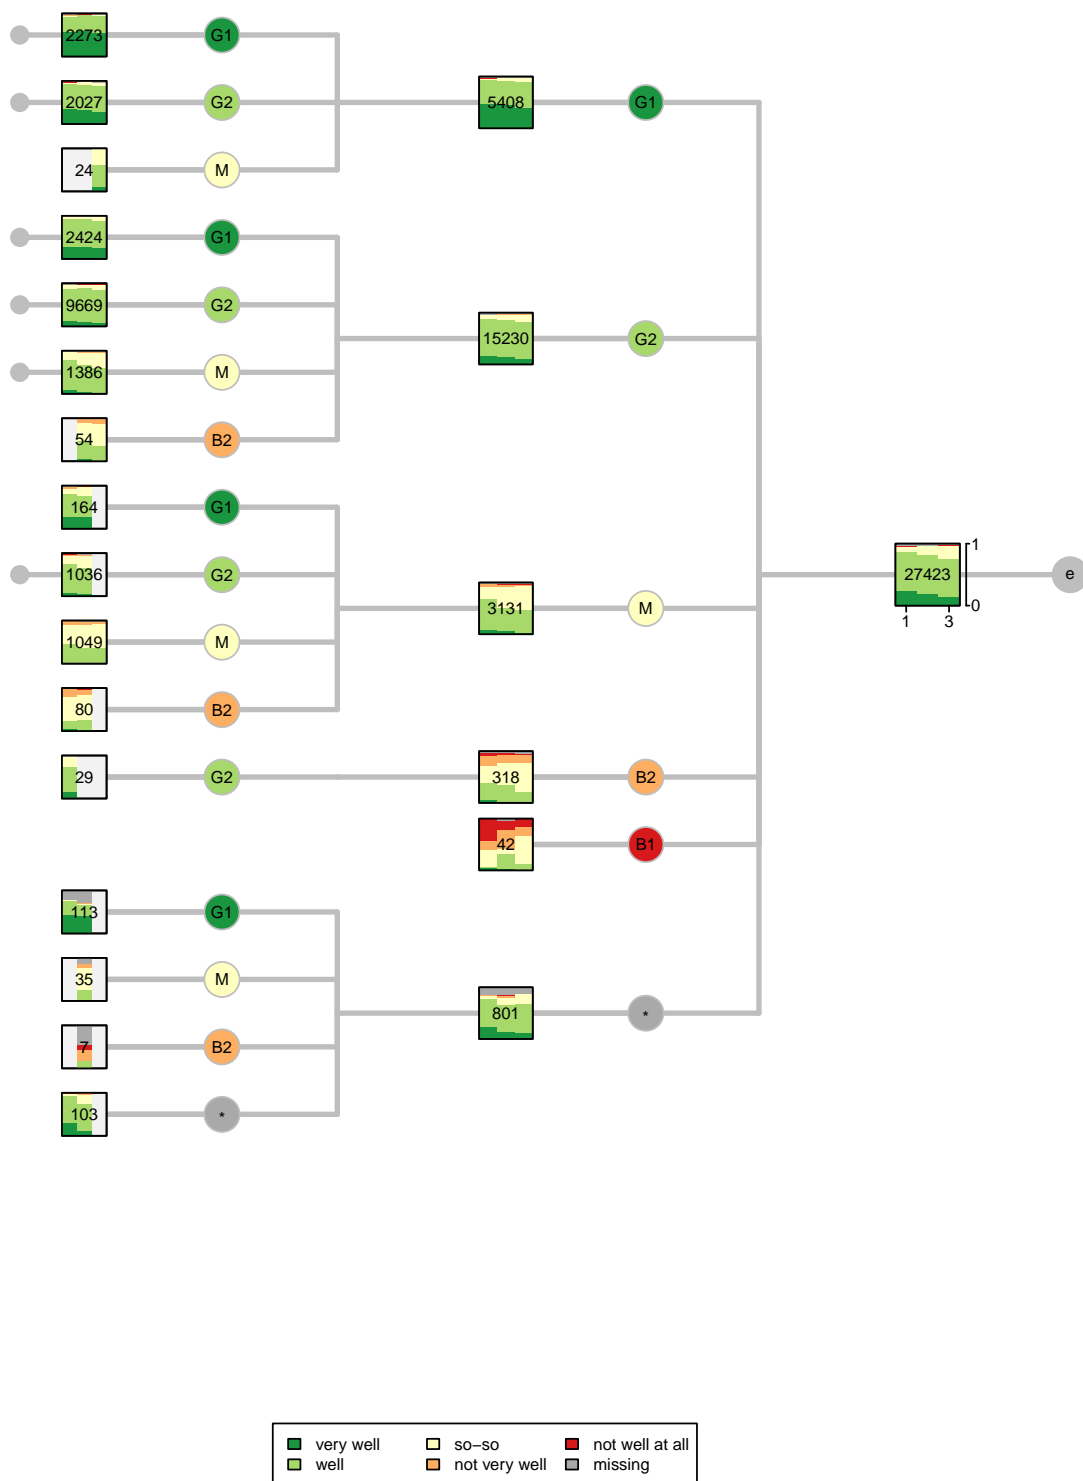 2273 G1
5408 G1
2027 G2
24 M
2424 G1
9669 G2
15230 G2
1386 M
54 B2
164 G1
1036 G2
27423 e
1
0
1 3
3131 M
1049 M
80 B2
29 G2
318 B2
42 B1
113 G1
35 M
801 *
7 B2
103 *
very well so−so not well at all
well not very well missing